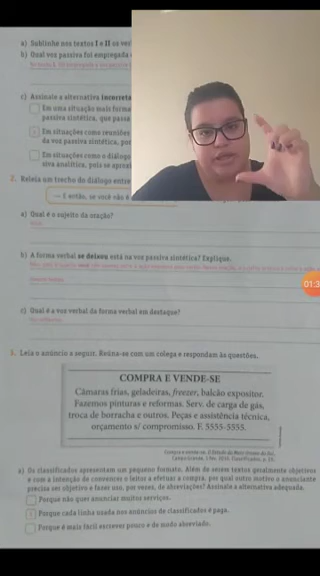 a) Sublinhe nos textos I e II os ver
b) Qual voz passiva foi empregada
c) Assinale a alternativa incorreta
Em uma situação mais forma
passiva sintética, que passa
Em situações como reuniões
da voz passiva sintética, po
Em situações como o diálogo
siva analítica, pois se aproxi
2. Releia um trecho do diálogo entre
— E então, se você não é
a) Qual é o sujeito da oração?
b) A forma verbal se deixou está na voz passiva sintética? Explique.
01:3
c) Qual é a voz verbal da forma verbal em destaque?
3. Leia o anúncio a seguir. Reúna-se com um colega e respondam às questões.
COMPRA E VENDE-SE
Câmaras frias, geladeiras, freezer, balcão expositor.
Fazemos pinturas e reformas. Serv. de carga de gás,
troca de borracha e outros. Peças e assistência técnica,
orçamento s/ compromisso. F. 5555-5555.
a) Os classificados apresentam um pequeno formato. Além de serem textos geralmente objetivos
e com a intenção de convencer o leitor a efetuar a compra, por qual outro motivo o anunciante
precisa ser objetivo e fazer uso, por vezes, de abreviações? Assinale a alternativa adequada.
Porque não quer anunciar muitos serviços.
Porque cada linha usada nos anúncios de classificados é paga.
Porque é mais fácil escrever pouco e de modo abreviado.